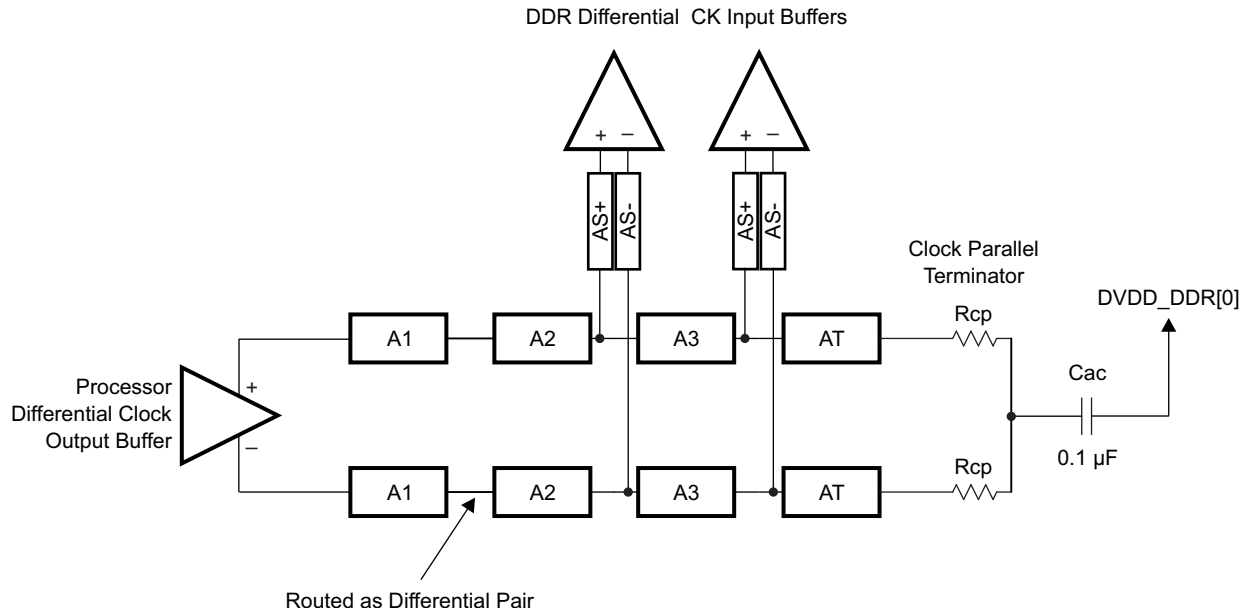 DDR Differential CK Input Buffers
+ –
+ –
AS+
AS-
AS+
AS-
Clock Parallel
Terminator
DVDD_DDR[0]
Rcp
A1
A2
A3
AT
Processor
Differential Clock
Output Buffer
+
–
Cac
0.1 µF
Rcp
A1
A2
A3
AT
Routed as Differential Pair